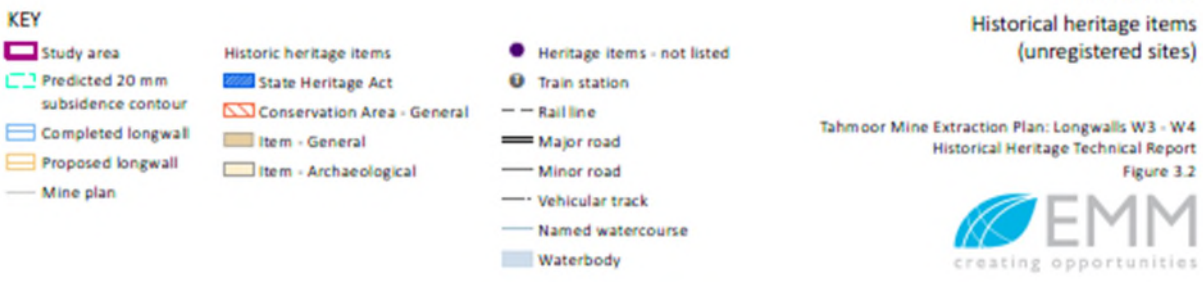 KEY
Study area
Predicted 20 mm
subsidence contour
Completed longwall
Proposed longwall
Mine plan
Historic heritage items
State Heritage Act
Conservation Area - General
Item - General
Item - Archaeological
Heritage items - not listed
Train station
Rail line
Major road
Minor road
Vehicular track
Named watercourse
Waterbody
Historical heritage items
(unregistered sites)
Tahmoor Mine Extraction Plan: Longwalls W3 - W4
Historical Heritage Technical Report
Figure 3.2
EMM
creating opportunities